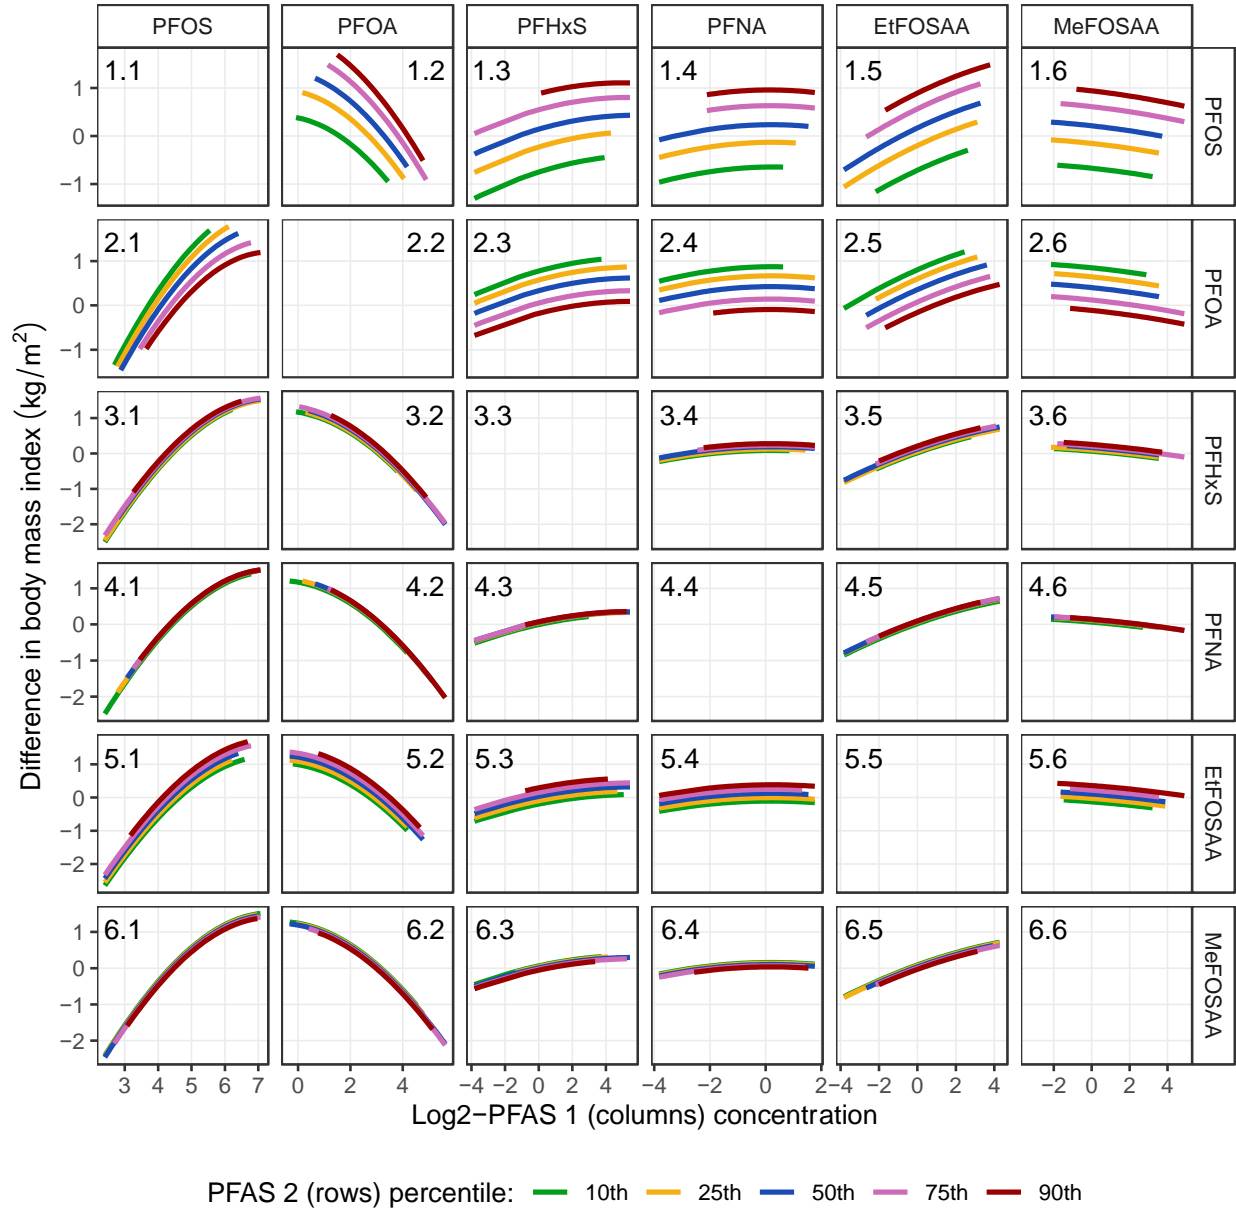 PFOS PFOA PFHxS PFNA EtFOSAA MeFOSAA
1.1 1.2 1.3 1.4 1.5 1.6
1
0
−1
PFOS
2.1 2.2 2.3 2.4 2.5 2.6
1
0
−1
PFOA
3.1 3.2 3.3 3.4 3.5 3.6
1
0
−1
−2
PFHxS
4.1 4.2 4.3 4.4 4.5 4.6
1
0
−1
−2
PFNA
5.1 5.2 5.3 5.4 5.5 5.6
1
0
−1
−2
EtFOSAA
6.1 6.2 6.3 6.4 6.5 6.6
1
0
−1
−2
MeFOSAA
Difference in body mass index (kg/m²)
3 4 5 6 7 0 2 4 −4 −2 0 2 4 −4 −2 0 2 −4 −2 0 2 4 −2 0 2 4
Log2−PFAS 1 (columns) concentration
PFAS 2 (rows) percentile: 10th 25th 50th 75th 90th